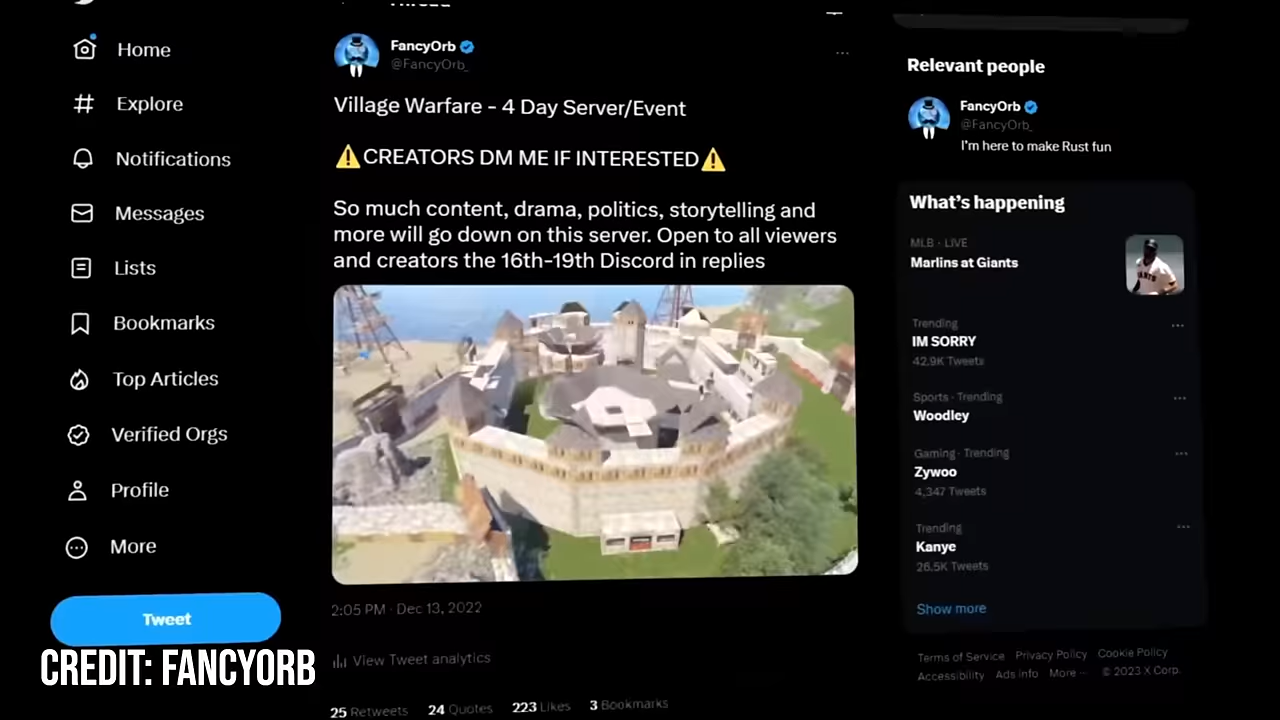 Home
Explore
Notifications
Messages
Lists
Bookmarks
Top Articles
Verified Orgs
Profile
More
Tweet
CREDIT: FANCYORB
Thread
FancyOrb
@FancyOrb_
Village Warfare - 4 Day Server/Event
⚠️CREATORS DM ME IF INTERESTED⚠️
So much content, drama, politics, storytelling and
more will go down on this server. Open to all viewers
and creators the 16th-19th Discord in replies
2:05 PM · Dec 13, 2022
View Tweet analytics
25 Retweets 24 Quotes 223 Likes 3 Bookmarks
Relevant people
FancyOrb
@FancyOrb_
I'm here to make Rust fun
What's happening
MLB · LIVE
Marlins at Giants
Trending
IM SORRY
42.9K Tweets
Sports · Trending
Woodley
Gaming · Trending
Zywoo
4,347 Tweets
Trending
Kanye
26.5K Tweets
Show more
Terms of Service Privacy Policy Cookie Policy
Accessibility Ads info More ··· © 2023 X Corp.